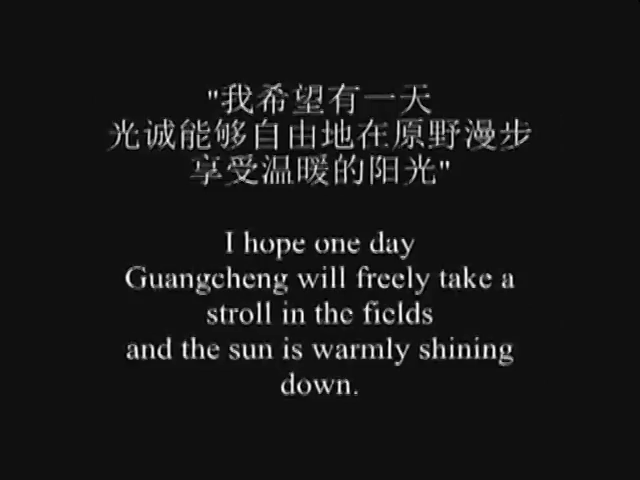 "我希望有一天
光诚能够自由地在原野漫步
享受温暖的阳光"
I hope one day
Guangcheng will freely take a
stroll in the fields
and the sun is warmly shining
down.